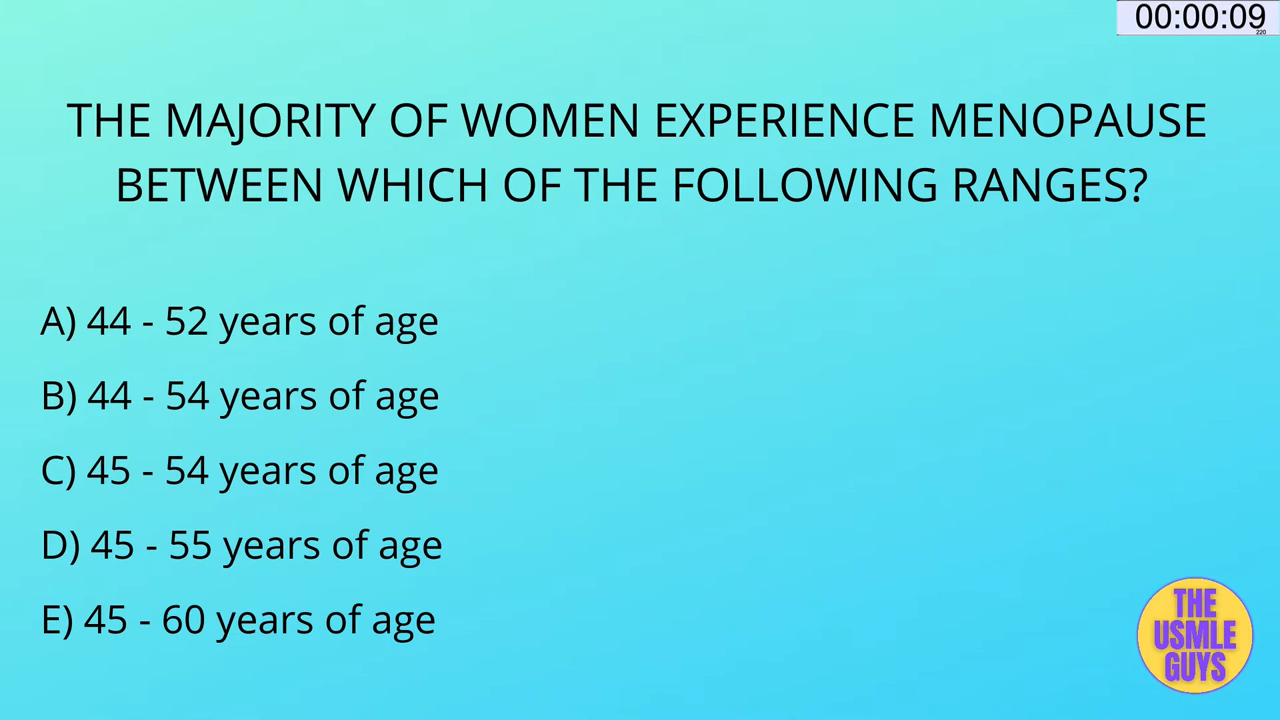 00:00:09
220
THE MAJORITY OF WOMEN EXPERIENCE MENOPAUSE
BETWEEN WHICH OF THE FOLLOWING RANGES?
A) 44 - 52 years of age
B) 44 - 54 years of age
C) 45 - 54 years of age
D) 45 - 55 years of age
E) 45 - 60 years of age
THE
USMLE
GUYS